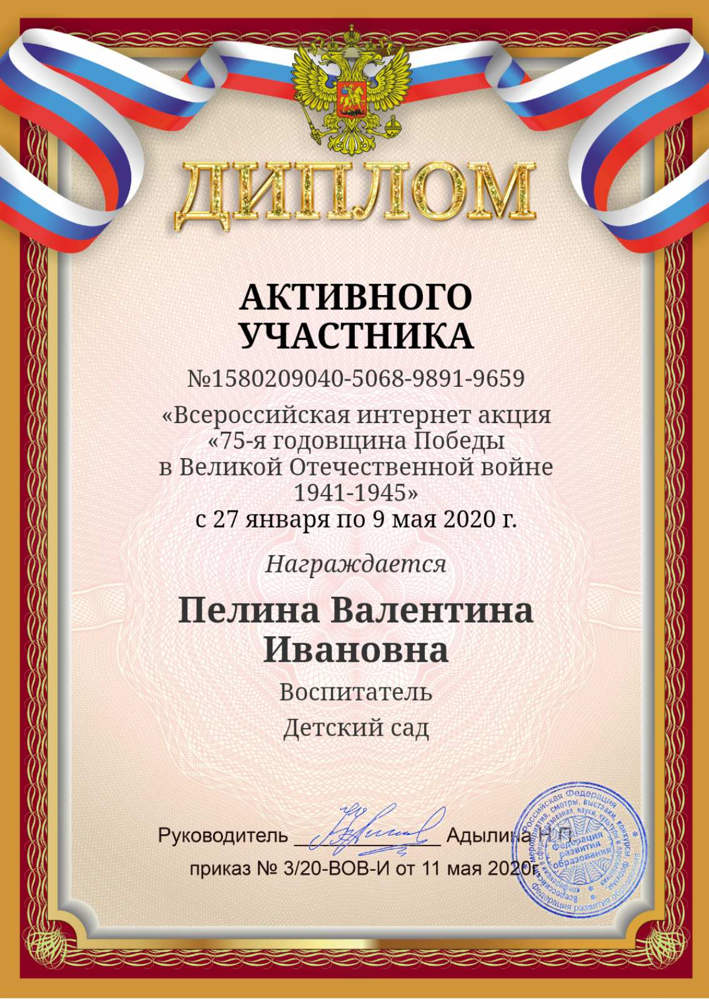 ДИПЛОМ
АКТИВНОГО
УЧАСТНИКА
№1580209040-5068-9891-9659
«Всероссийская интернет акция
«75-я годовщина Победы
в Великой Отечественной войне
1941-1945»
с 27 января по 9 мая 2020 г.
Награждается
Пелина Валентина
Ивановна
Воспитатель
Детский сад
Руководитель Адылина Н.П.
приказ № 3/20-ВОВ-И от 11 мая 2020г.
Российская Федерация
Федерация развития образования
Всероссийские мероприятия, смотры, выставки, конкурсы, форумы
конференции в сфере образования, науки, культуры и просвещения
Федерация
развития
образования